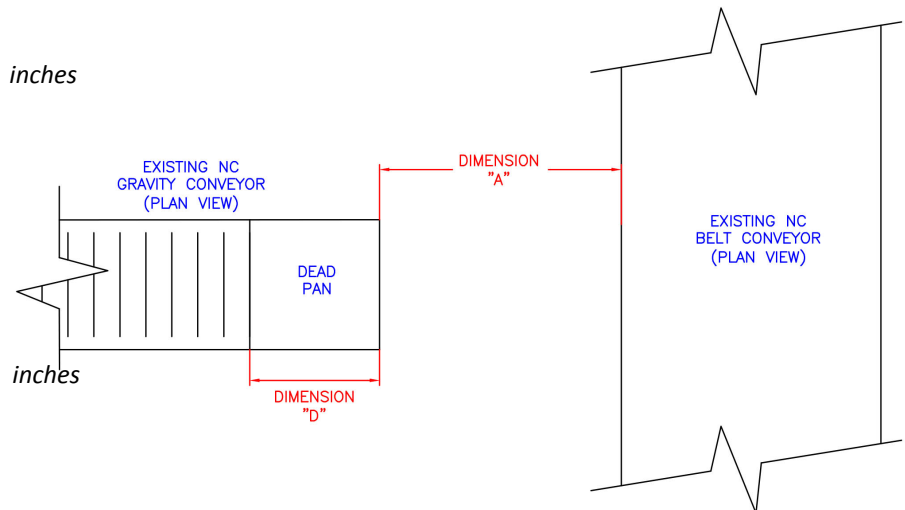 inches
EXISTING NC
GRAVITY CONVEYOR
(PLAN VIEW)
DIMENSION
"A"
EXISTING NC
BELT CONVEYOR
(PLAN VIEW)
DEAD
PAN
inches
DIMENSION
"D"